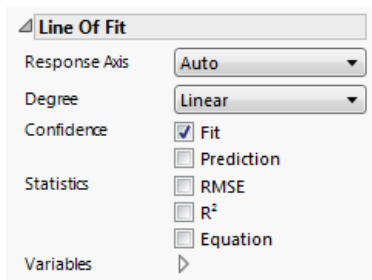 Line Of Fit
Response Axis Auto
Degree Linear
Confidence Fit
Prediction
Statistics RMSE
R²
Equation
Variables